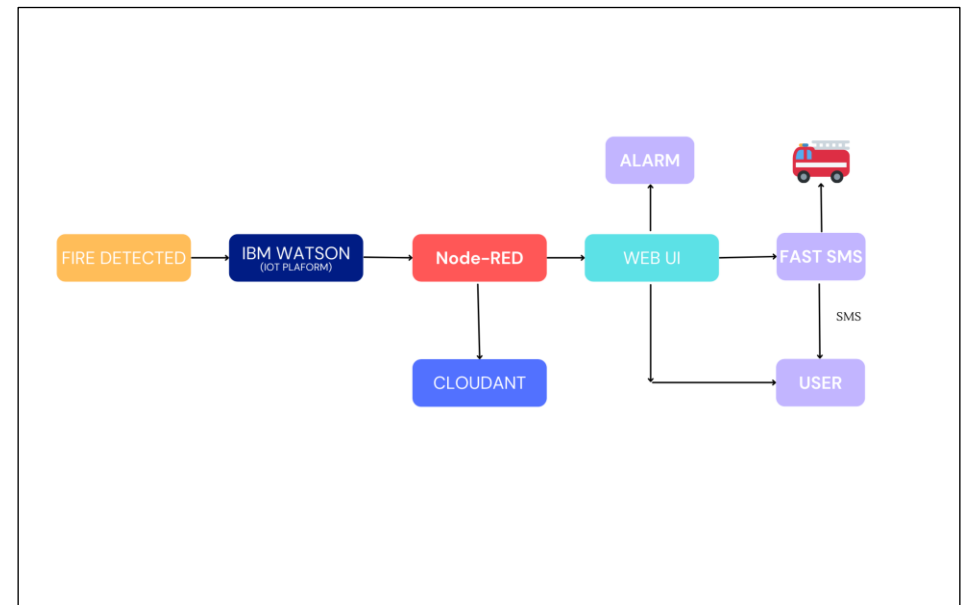 ALARM
FIRE DETECTED
IBM WATSON
(IOT PLAFORM)
Node-RED
WEB UI
FAST SMS
SMS
CLOUDANT
USER